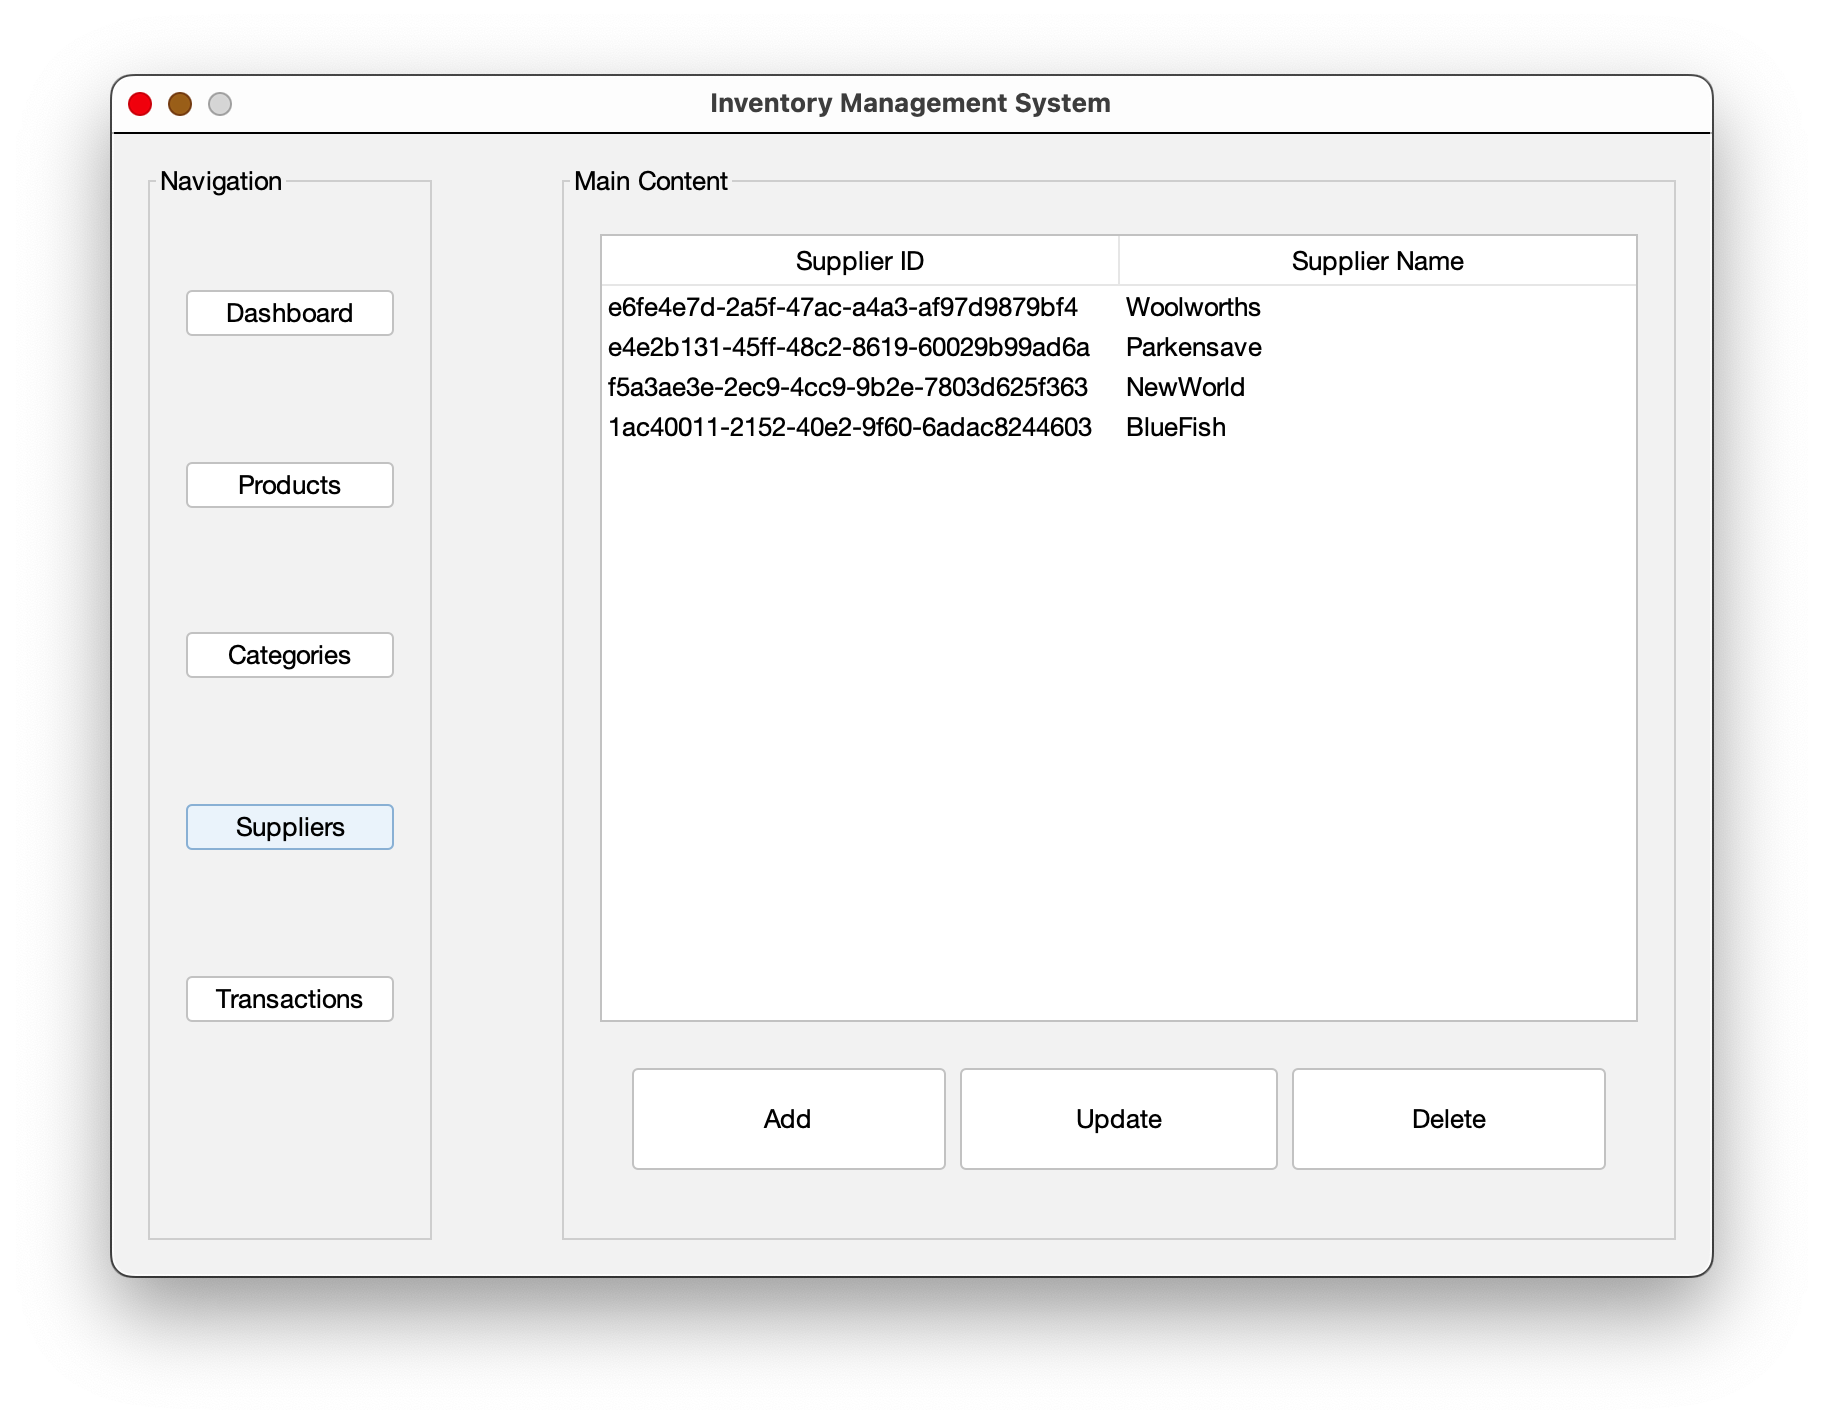 Inventory Management System
Navigation
Dashboard
Products
Categories
Suppliers
Transactions
Main Content
Supplier ID Supplier Name
e6fe4e7d-2a5f-47ac-a4a3-af97d9879bf4 Woolworths
e4e2b131-45ff-48c2-8619-60029b99ad6a Parkensave
f5a3ae3e-2ec9-4cc9-9b2e-7803d625f363 NewWorld
1ac40011-2152-40e2-9f60-6adac8244603 BlueFish
Add Update Delete